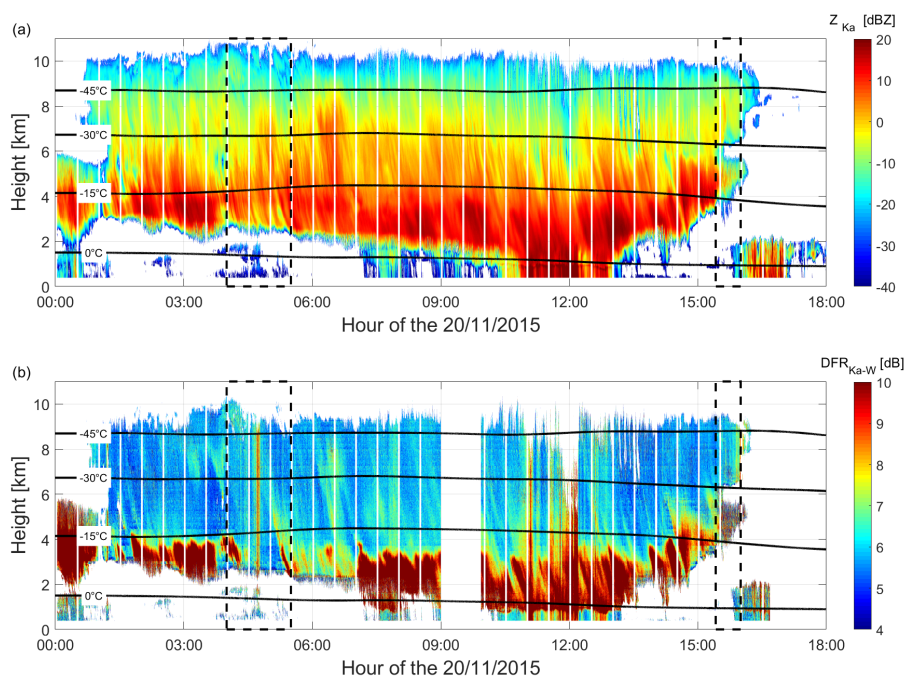 (a)
Z Ka [dBZ]
10
8
6
4
2
0
Height [km]
-45°C
-30°C
-15°C
0°C
20
10
0
-10
-20
-30
-40
00:00 03:00 06:00 09:00 12:00 15:00 18:00
Hour of the 20/11/2015
(b)
DFR Ka-W [dB]
10
8
6
4
2
0
Height [km]
-45°C
-30°C
-15°C
0°C
10
9
8
7
6
5
4
00:00 03:00 06:00 09:00 12:00 15:00 18:00
Hour of the 20/11/2015